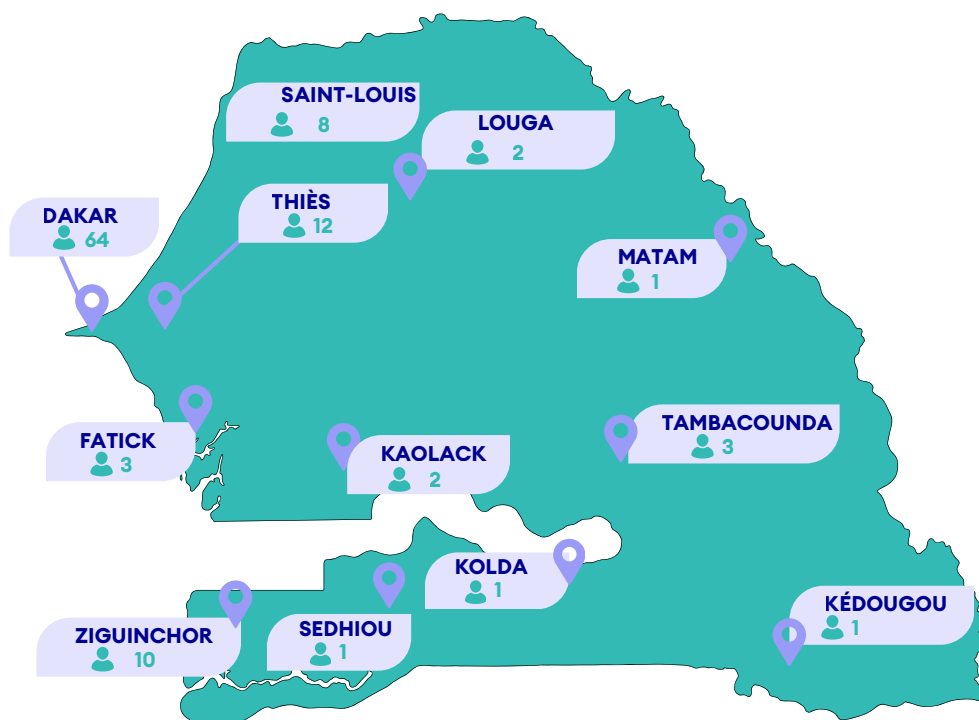 SAINT-LOUIS
8
LOUGA
2
THIÈS
12
DAKAR
64
MATAM
1
FATICK
3
KAOLACK
2
TAMBACOUNDA
3
KOLDA
1
KÉDOUGOU
1
ZIGUINCHOR
10
SEDHIOU
1